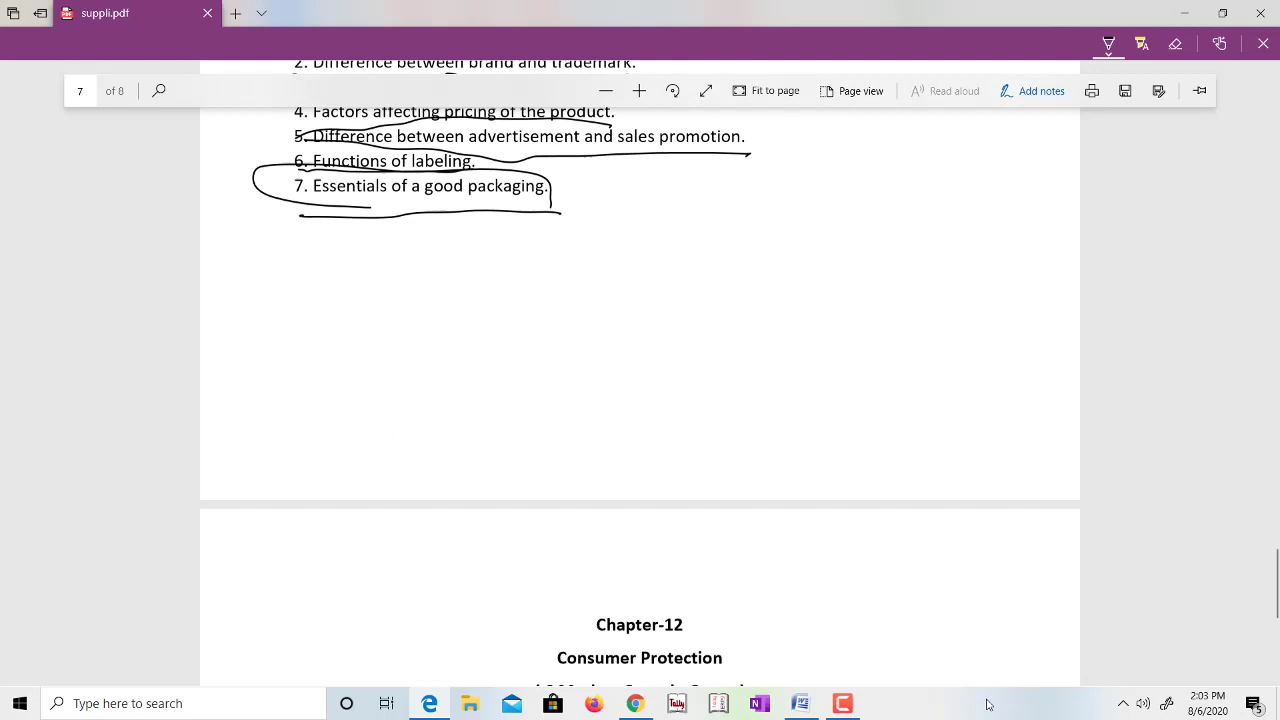 suppli.pdf
2. Difference between brand and trademark.
7 of 8 Fit to page Page view Read aloud Add notes
4. Factors affecting pricing of the product.
5. Difference between advertisement and sales promotion.
6. Functions of labeling.
7. Essentials of a good packaging.
Chapter-12
Consumer Protection
Type here to search
Tally
2:03 PM
8/6/2020
5